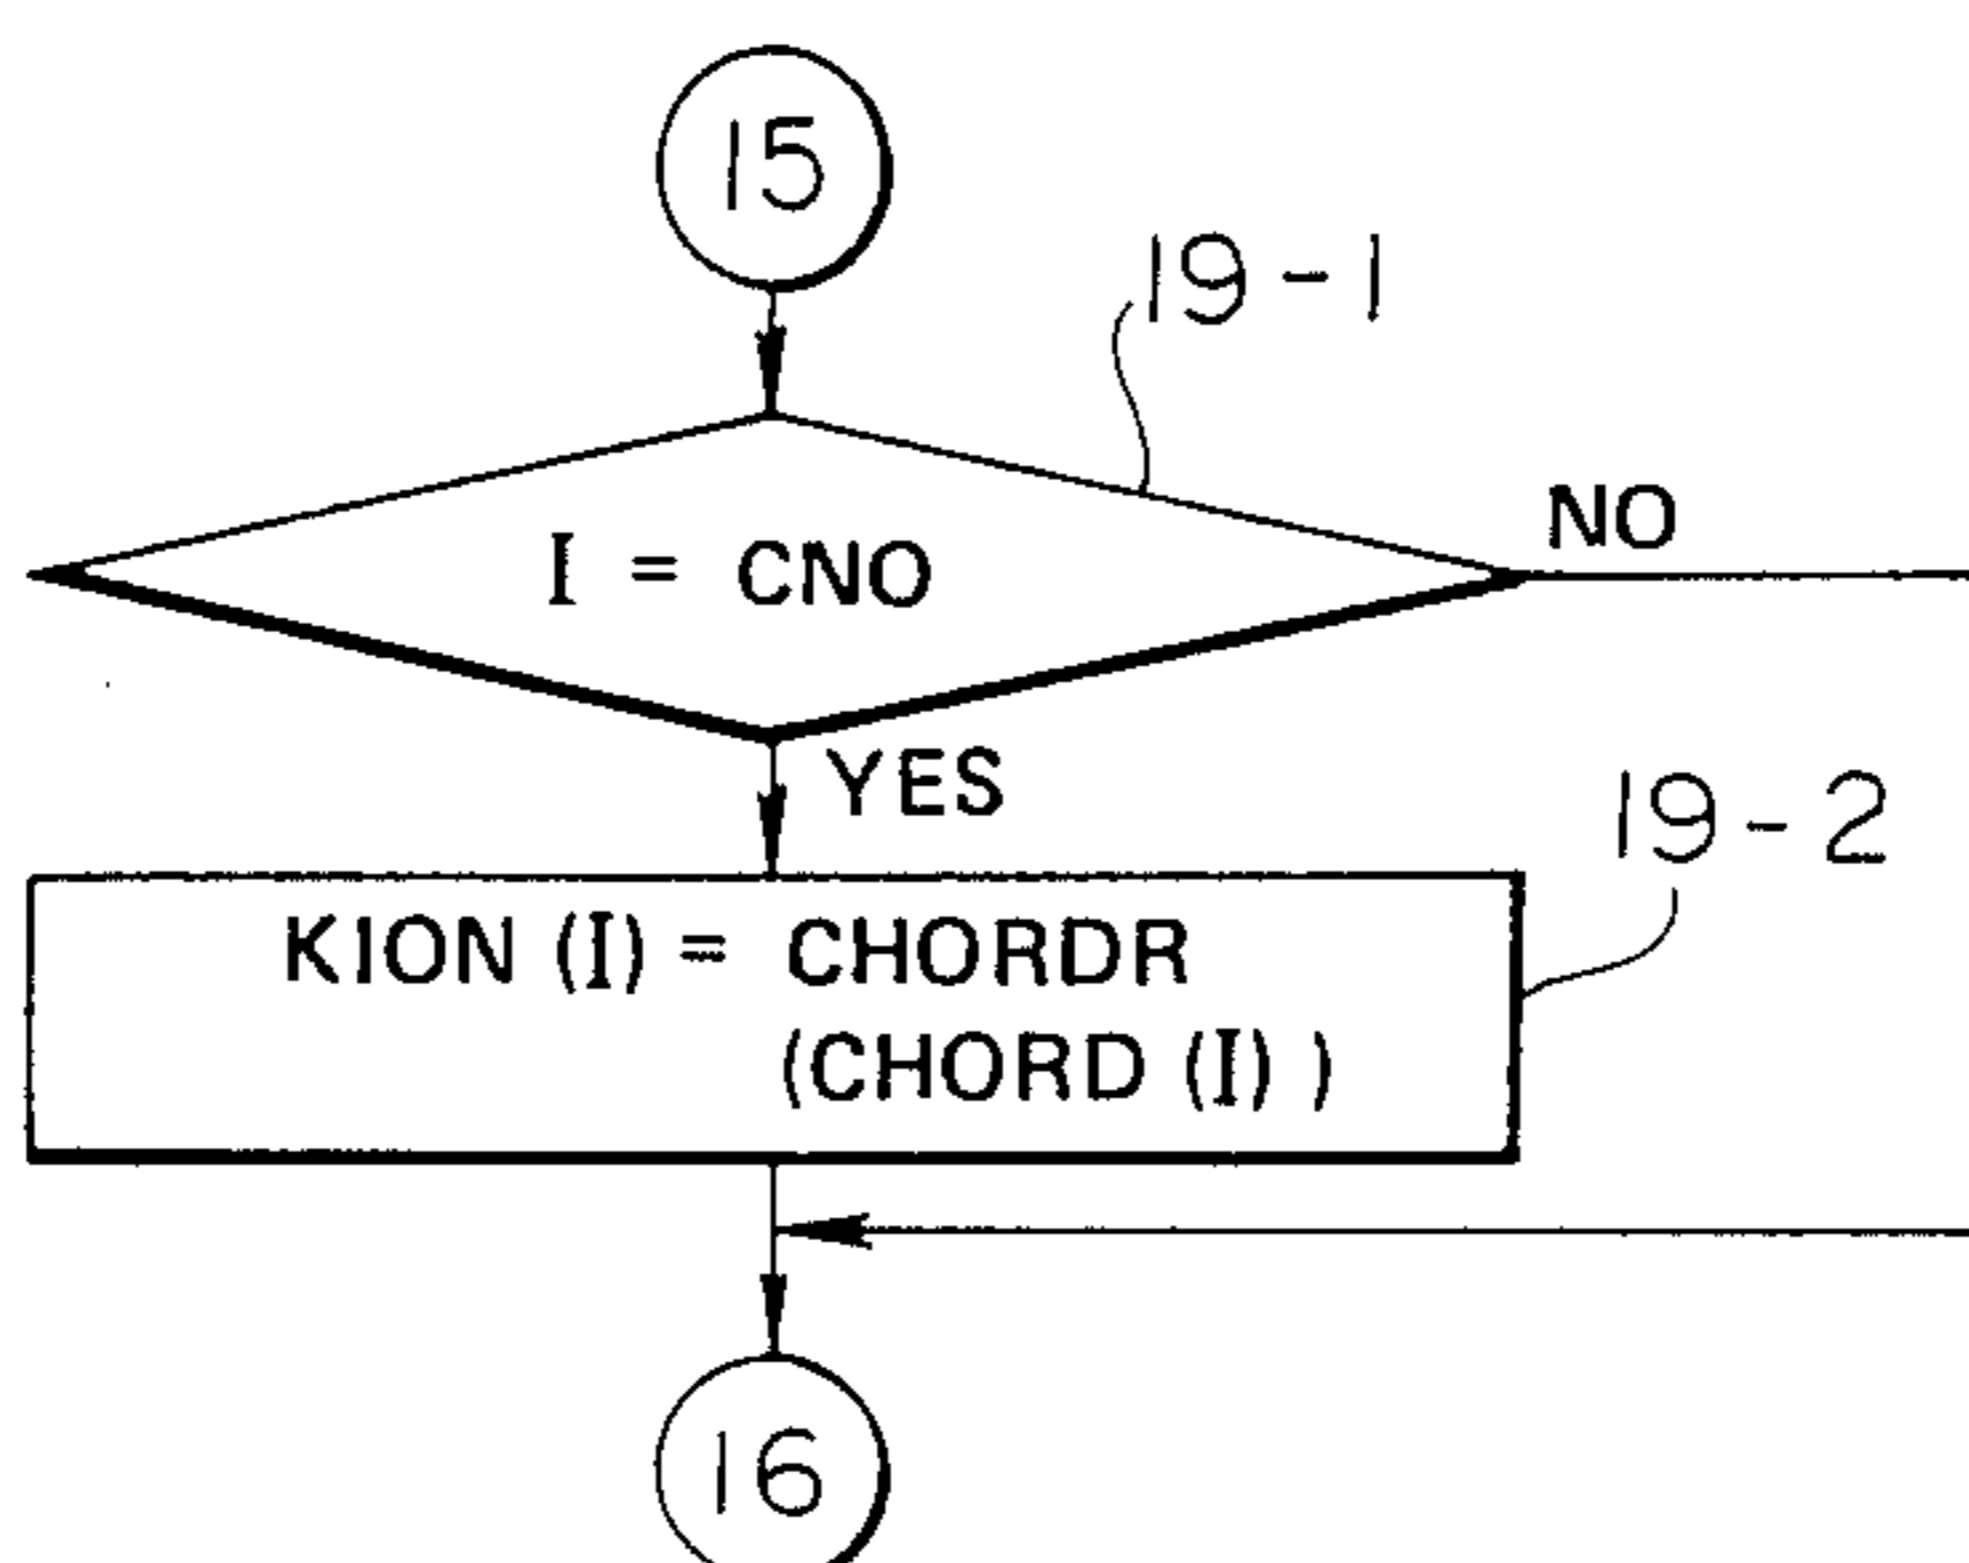 15
19-1
I = CNO
NO
YES
19-2
KION (I) = CHORDR
(CHORD (I) )
16